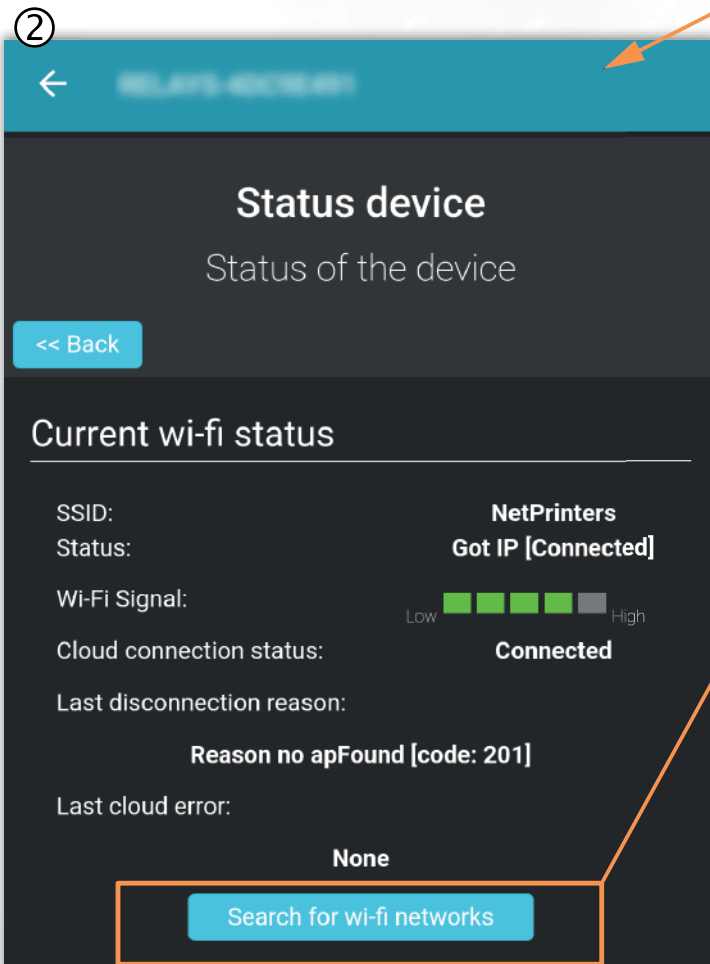 ②
Status device
Status of the device
<< Back
Current wi-fi status
SSID: NetPrinters
Status: Got IP [Connected]
Wi-Fi Signal: Low High
Cloud connection status: Connected
Last disconnection reason:
Reason no apFound [code: 201]
Last cloud error:
None
Search for wi-fi networks